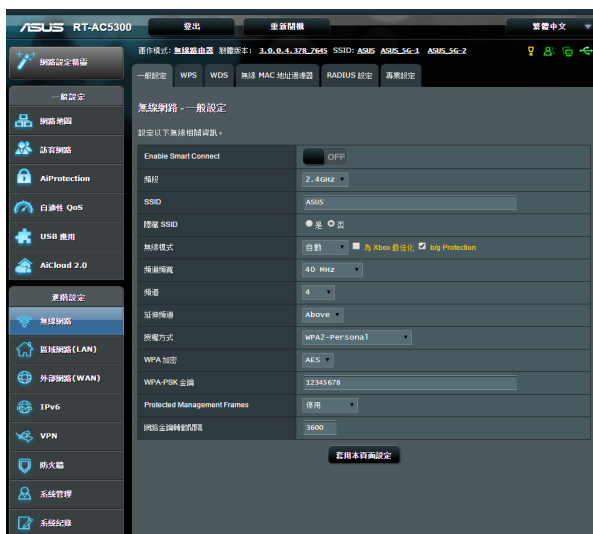 ASUS RT-AC5300 登出 重新開機 繁體中文
運作模式: 無線路由器 韌體版本: 3.0.0.4.378_7645 SSID: ASUS ASUS_5G-1 ASUS_5G-2
網路設定精靈
一般設定 WPS WDS 無線 MAC 地址過濾器 RADIUS 設定 專業設定
一般設定
網路地圖
訪客網路
AiProtection
自適性 QoS
USB 應用
AiCloud 2.0
進階設定
無線網路
區域網路(LAN)
外部網路(WAN)
IPv6
VPN
防火牆
系統管理
系統紀錄
無線網路 - 一般設定
設定以下無線相關資訊。
Enable Smart Connect OFF
頻段 2.4GHz
SSID ASUS
隱藏 SSID 是 否
無線模式 自動 為 Xbox 最佳化 b/g Protection
頻道頻寬 40 MHz
頻道 4
延伸頻道 Above
授權方式 WPA2-Personal
WPA 加密 AES
WPA-PSK 金鑰 12345678
Protected Management Frames 停用
網路金鑰輪動間隔 3600
套用本頁面設定